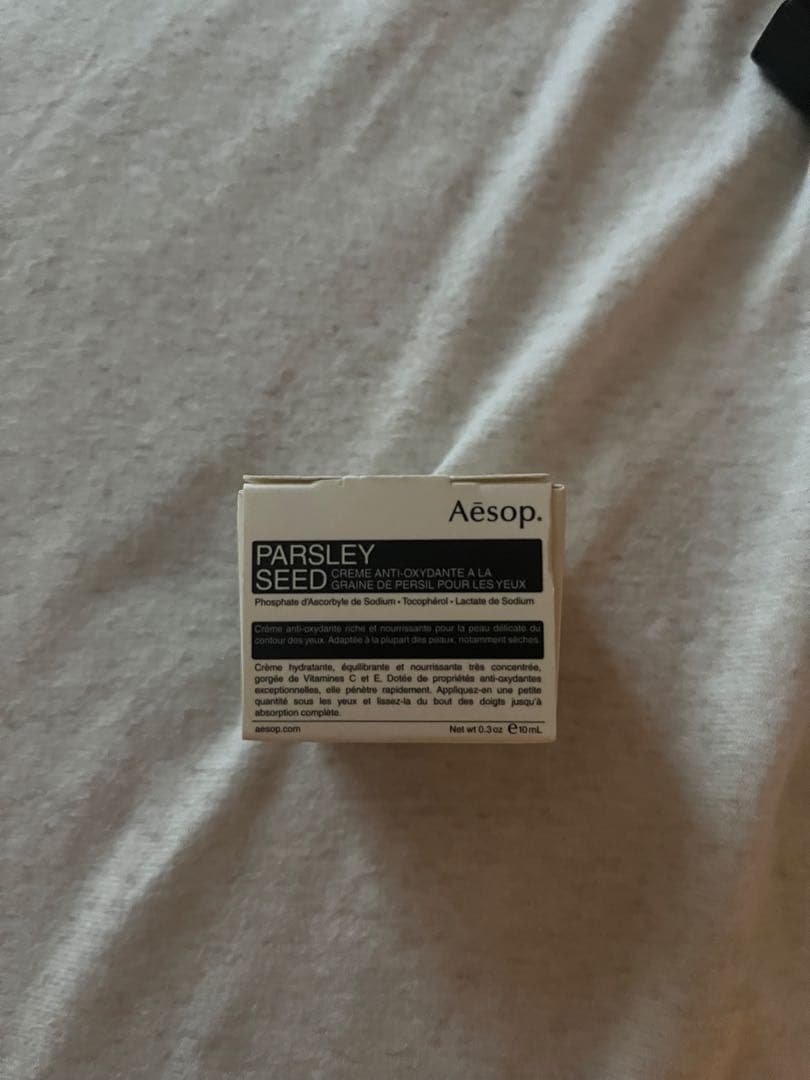 Aēsop.
PARSLEY
SEED CREME ANTI-OXYDANTE A LA
GRAINE DE PERSIL POUR LES YEUX
Phosphate d'Ascorbyle de Sodium • Tocophérol • Lactate de Sodium
Crème anti-oxydante riche et nourrissante pour la peau délicate du
contour des yeux. Adaptée à la plupart des peaux, notamment sèches.
Crème hydratante, équilibrante et nourrissante très concentrée,
gorgée de Vitamines C et E. Dotée de propriétés anti-oxydantes
exceptionnelles, elle pénètre rapidement. Appliquez-en une petite
quantité sous les yeux et lissez-la du bout des doigts jusqu'à
absorption complète.
aesop.com Net wt 0.3 oz ℮10 mL